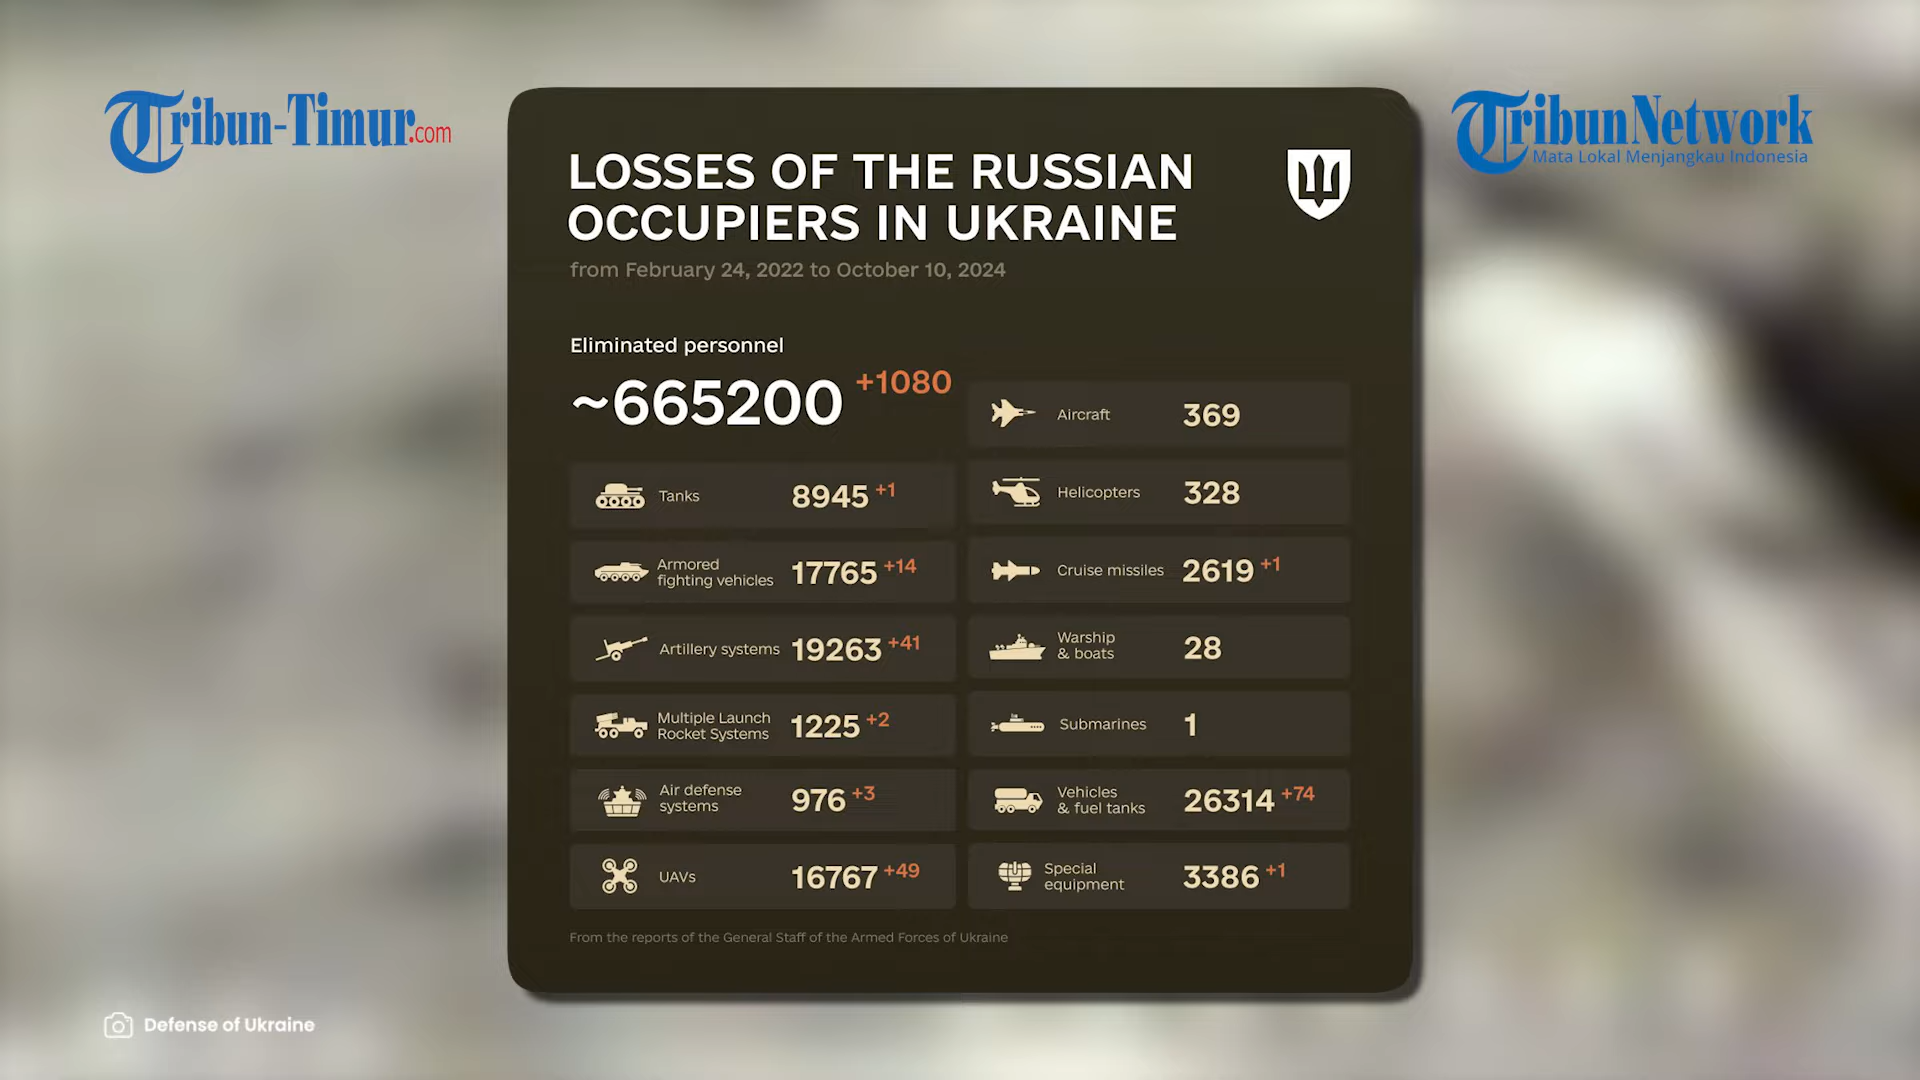 Tribun-Timur.com
TribunNetwork
Mata Lokal Menjangkau Indonesia
LOSSES OF THE RUSSIAN
OCCUPIERS IN UKRAINE
from February 24, 2022 to October 10, 2024
Eliminated personnel
~665200 +1080
Tanks 8945 +1
Armored
fighting vehicles 17765 +14
Artillery systems 19263 +41
Multiple Launch
Rocket Systems 1225 +2
Air defense
systems 976 +3
UAVs 16767 +49
Aircraft 369
Helicopters 328
Cruise missiles 2619 +1
Warship
& boats 28
Submarines 1
Vehicles
& fuel tanks 26314 +74
Special
equipment 3386 +1
From the reports of the General Staff of the Armed Forces of Ukraine
Defense of Ukraine